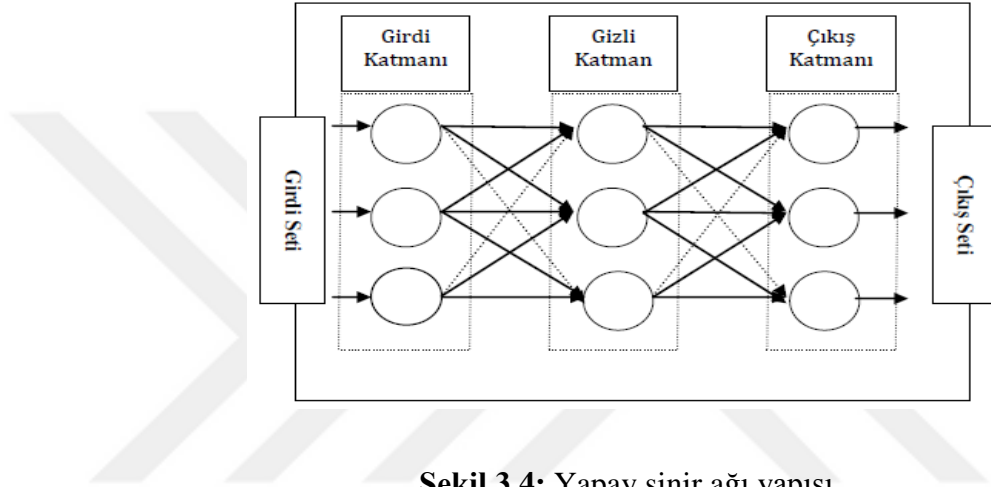 Girdi
Katmanı
Gizli
Katman
Çıkış
Katmanı
Girdi Seti
Çıkış Seti
Şekil 3.4: Yapay sinir ağı yapısı